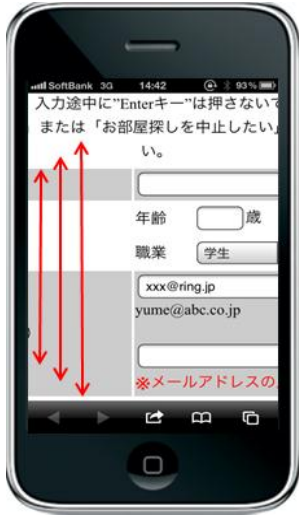 SoftBank 3G 14:42 93%
入力途中に"Enterキー"は押さないで
または「お部屋探しを中止したい」
い。
年齢 歳
職業 学生
xxx@ring.jp
yume@abc.co.jp
※メールアドレスの